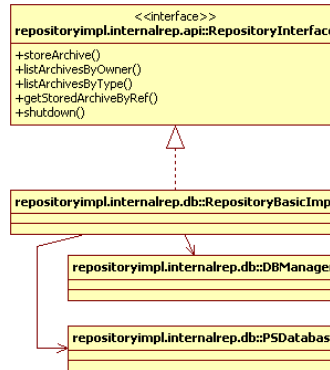 <<interface>>
repositoryimpl.internalrep.api::RepositoryInterface
+storeArchive()
+listArchivesByOwner()
+listArchivesByType()
+getStoredArchiveByRef()
+shutdown()
repositoryimpl.internalrep.db::RepositoryBasicImp
repositoryimpl.internalrep.db::DBManage
repositoryimpl.internalrep.db::PSDatabas